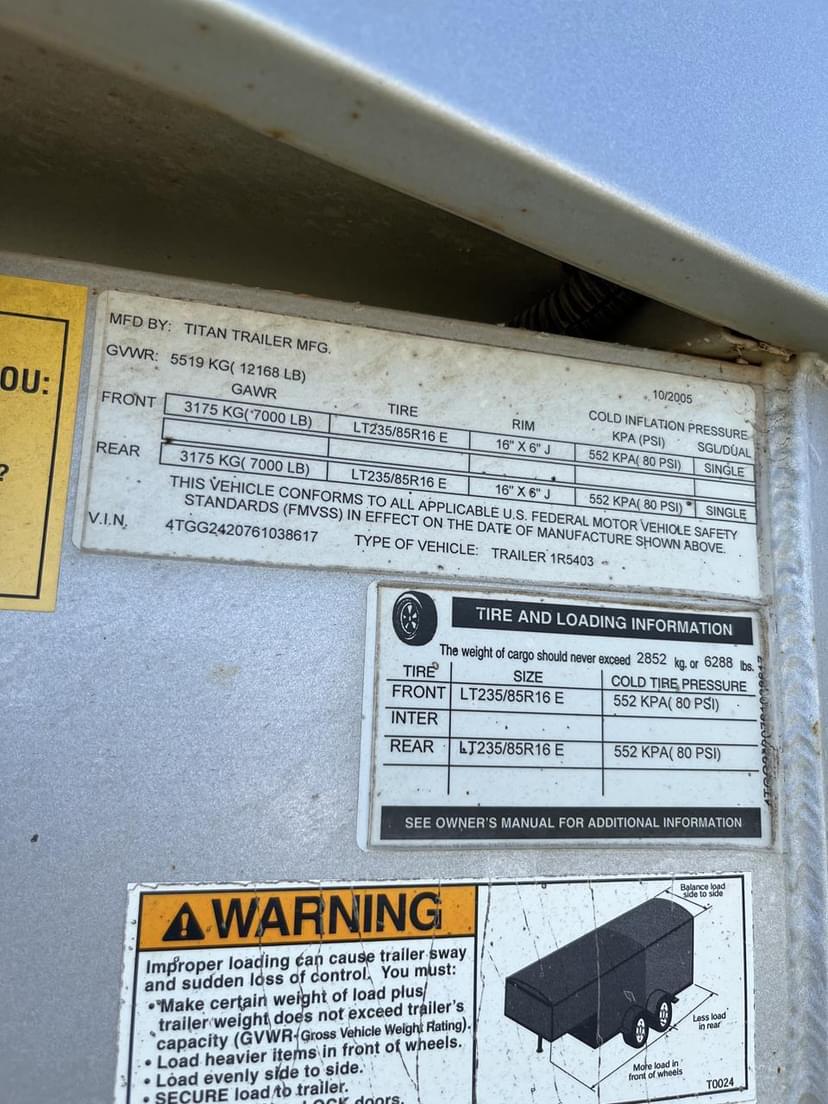 OU:
?
MFD BY: TITAN TRAILER MFG.
10/2005
GVWR: 5519 KG( 12168 LB)
GAWR TIRE RIM COLD INFLATION PRESSURE
KPA (PSI) SGL/DUAL
FRONT 3175 KG( 7000 LB) LT235/85R16 E 16" X 6" J 552 KPA( 80 PSI) SINGLE
REAR 3175 KG( 7000 LB) LT235/85R16 E 16" X 6" J 552 KPA( 80 PSI) SINGLE
THIS VEHICLE CONFORMS TO ALL APPLICABLE U.S. FEDERAL MOTOR VEHICLE SAFETY
STANDARDS (FMVSS) IN EFFECT ON THE DATE OF MANUFACTURE SHOWN ABOVE.
V.I.N. 4TGG2420761038617 TYPE OF VEHICLE: TRAILER 1R5403
TIRE AND LOADING INFORMATION
The weight of cargo should never exceed 2852 kg. or 6288 lbs.
TIRE SIZE COLD TIRE PRESSURE
FRONT LT235/85R16 E 552 KPA( 80 PSI)
INTER
REAR LT235/85R16 E 552 KPA( 80 PSI)
SEE OWNER'S MANUAL FOR ADDITIONAL INFORMATION
WARNING
Improper loading can cause trailer sway
and sudden loss of control. You must:
• Make certain weight of load plus
trailer weight does not exceed trailer's
capacity (GVWR-Gross Vehicle Weight Rating).
• Load heavier items in front of wheels.
• Load evenly side to side.
• SECURE load to trailer.
LOCK doors.
Balance load
side to side
Less load
in rear
More load in
front of wheels
T0024